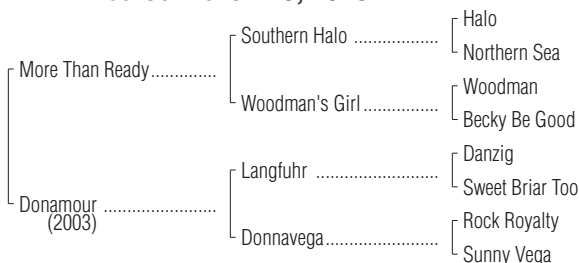 Halo
Southern Halo
Northern Sea
More Than Ready
Woodman
Woodman's Girl
Becky Be Good
Danzig
Langfuhr
Sweet Briar Too
Donamour
(2003)
Rock Royalty
Donnavega
Sunny Vega